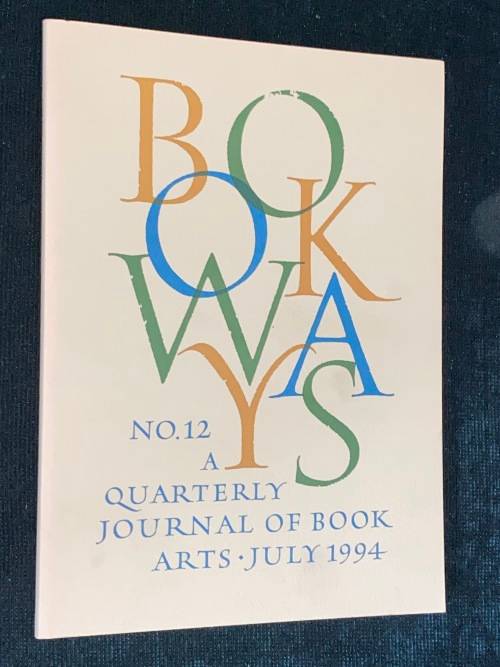 BO
OK
WA
YS
NO.12
A
QUARTERLY
JOURNAL OF BOOK
ARTS · JULY 1994